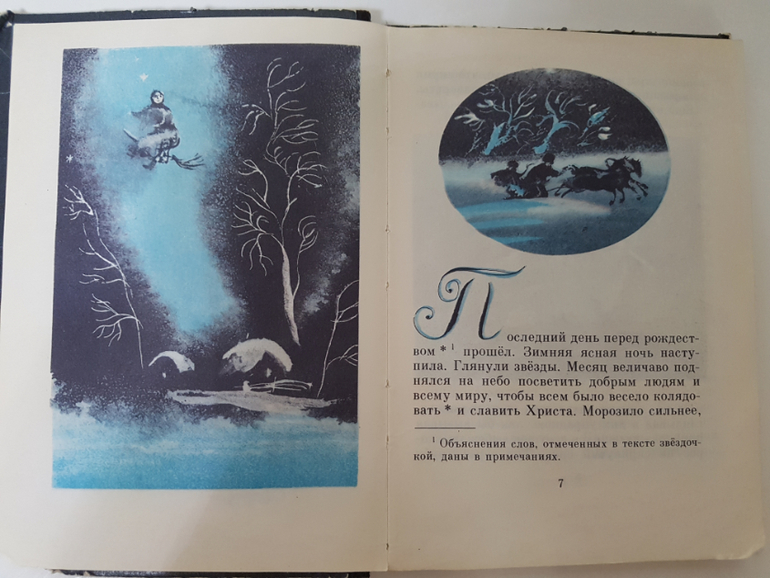 Последний день перед рождест-
вом *¹ прошёл. Зимняя ясная ночь насту-
пила. Глянули звёзды. Месяц величаво под-
нялся на небо посветить добрым людям и
всему миру, чтобы всем было весело колядо-
вать * и славить Христа. Морозило сильнее,
¹ Объяснения слов, отмеченных в тексте звёздоч-
кой, даны в примечаниях.
7